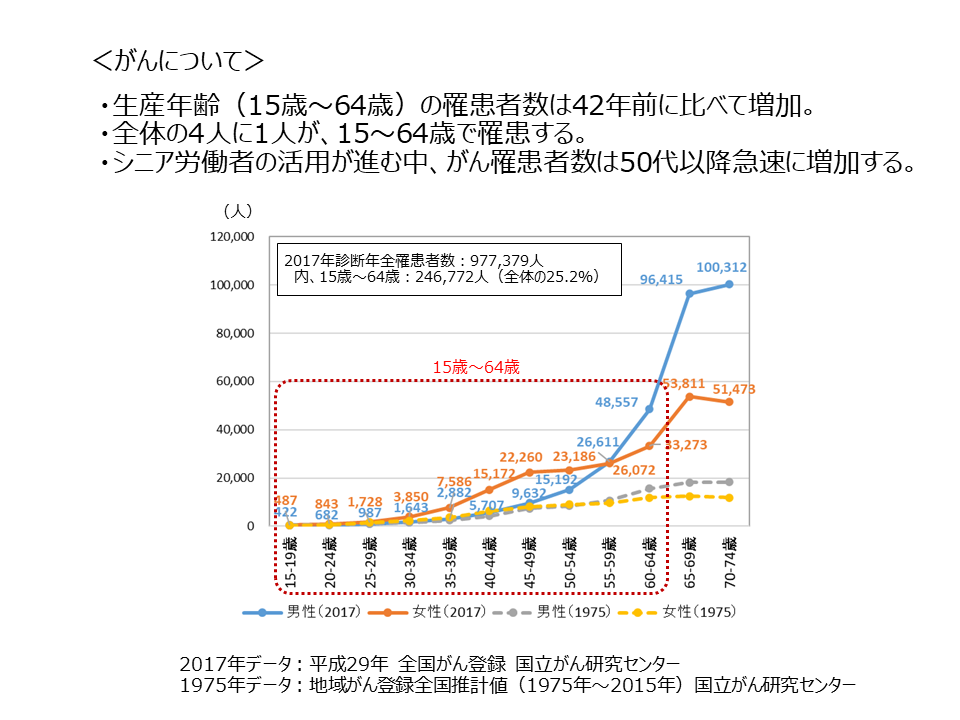 ＜がんについて＞
・生産年齢（15歳～64歳）の罹患者数は42年前に比べて増加。
・全体の4人に1人が、15～64歳で罹患する。
・シニア労働者の活用が進む中、がん罹患者数は50代以降急速に増加する。
（人）
120,000
100,000
80,000
60,000
40,000
20,000
0
2017年診断年全罹患者数：977,379人
内、15歳～64歳：246,772人（全体の25.2%）
15歳～64歳
100,312
96,415
53,811
51,473
48,557
33,273
26,611
26,072
22,260
23,186
15,172
15,192
7,586
9,632
2,882
5,707
3,850
1,643
1,728
987
843
682
487
422
15-19歳
20-24歳
25-29歳
30-34歳
35-39歳
40-44歳
45-49歳
50-54歳
55-59歳
60-64歳
65-69歳
70-74歳
男性（2017） 女性（2017） 男性（1975） 女性（1975）
2017年データ：平成29年 全国がん登録 国立がん研究センター
1975年データ：地域がん登録全国推計値（1975年～2015年）国立がん研究センター